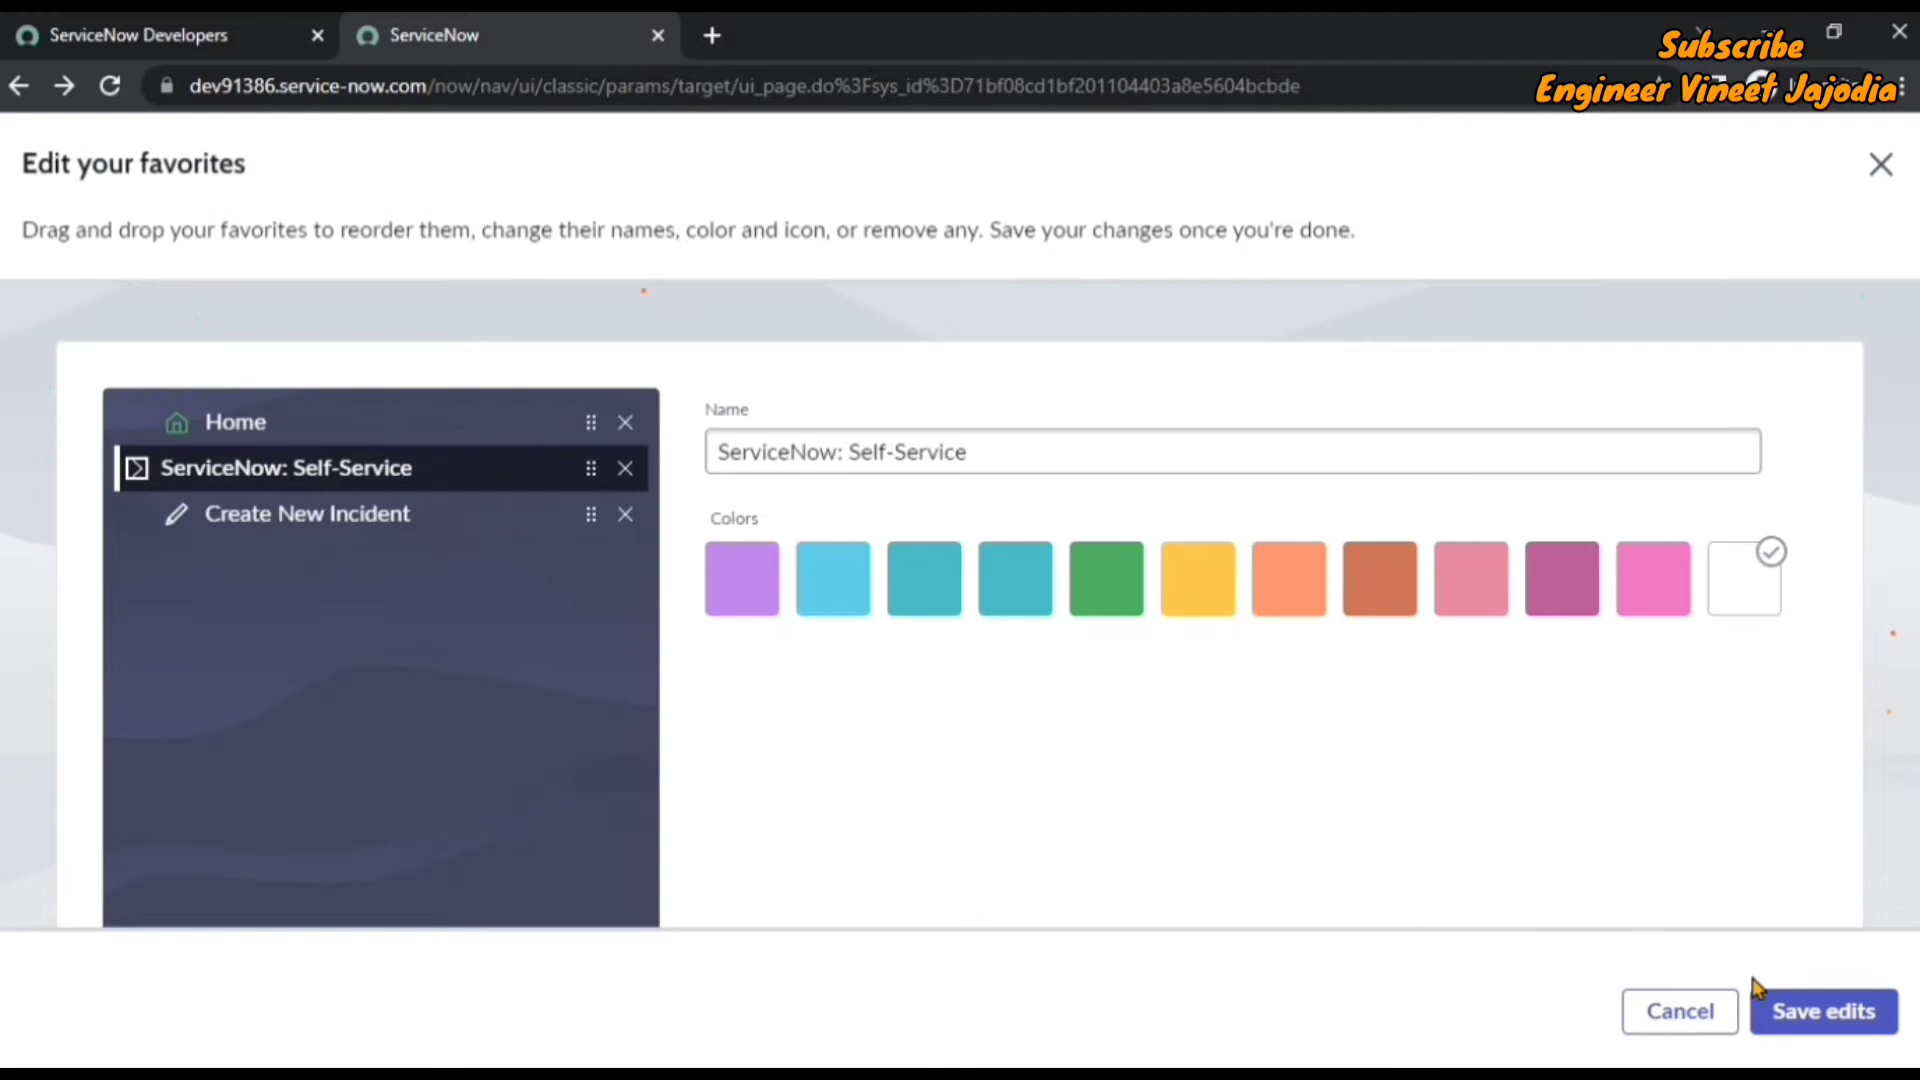 ServiceNow Developers
ServiceNow
Subscribe
dev91386.service-now.com/now/nav/ui/classic/params/target/ui_page.do%3Fsys_id%3D71bf08cd1bf201104403a8e5604bcbde
Engineer Vineet Jajodia
Edit your favorites
Drag and drop your favorites to reorder them, change their names, color and icon, or remove any. Save your changes once you're done.
Home
ServiceNow: Self-Service
Create New Incident
Name
ServiceNow: Self-Service
Colors
Cancel
Save edits